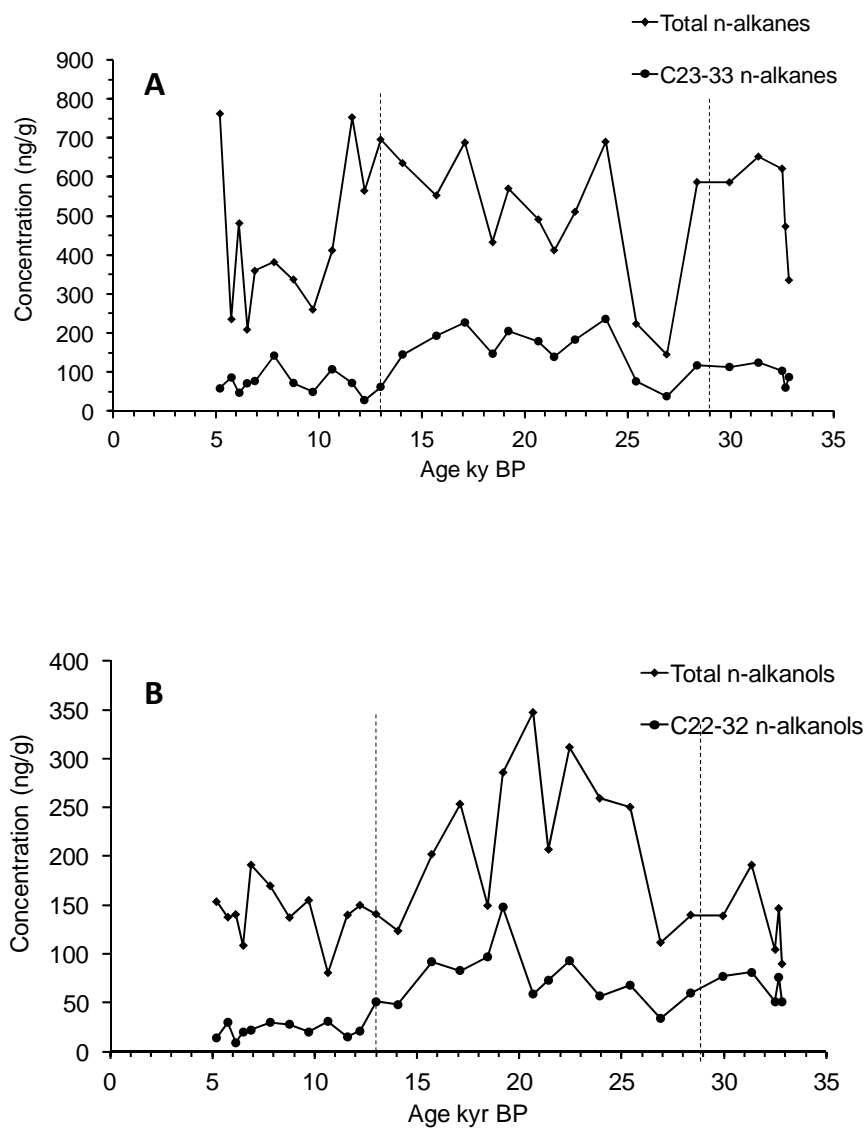 Total n-alkanes
C23-33 n-alkanes
A
900
800
700
600
500
400
300
200
100
0
Concentration (ng/g)
0 5 10 15 20 25 30 35
Age ky BP
Total n-alkanols
C22-32 n-alkanols
B
400
350
300
250
200
150
100
50
0
Concentration (ng/g)
0 5 10 15 20 25 30 35
Age kyr BP